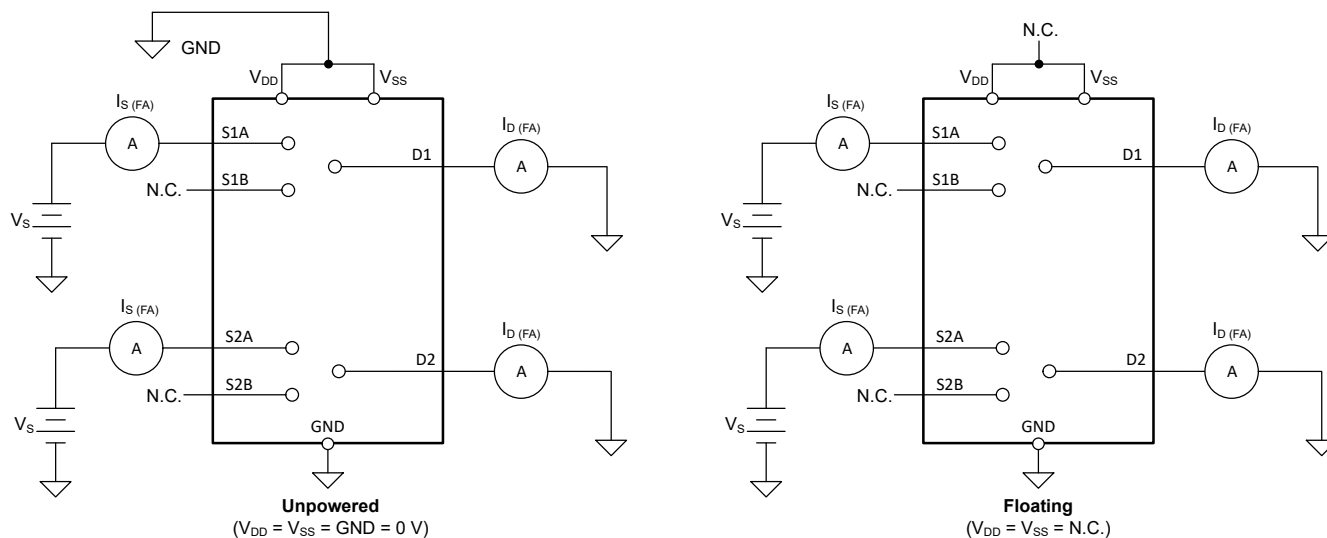 GND
V_DD
V_SS
I_S (FA)
A
S1A
N.C.
S1B
V_S
D1
I_D (FA)
A
I_S (FA)
A
S2A
N.C.
S2B
V_S
D2
I_D (FA)
A
GND
Unpowered
(V_DD = V_SS = GND = 0 V)
N.C.
V_DD
V_SS
I_S (FA)
A
S1A
N.C.
S1B
V_S
D1
I_D (FA)
A
I_S (FA)
A
S2A
N.C.
S2B
V_S
D2
I_D (FA)
A
GND
Floating
(V_DD = V_SS = N.C.)